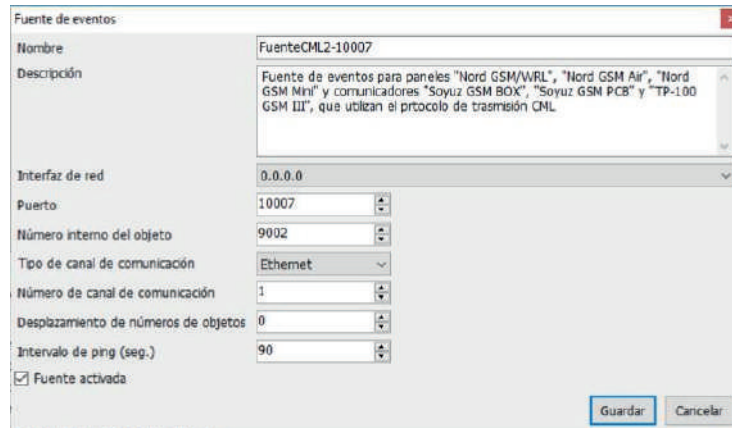 Fuente de eventos
Nombre FuenteCML2-10007
Descripción Fuente de eventos para paneles "Nord GSM/WRL", "Nord GSM Air", "Nord
GSM Mini" y comunicadores "Soyuz GSM BOX", "Soyuz GSM PCB" y "TP-100
GSM III", que utilizan el prtocolo de trasmisión CML
Interfaz de red 0.0.0.0
Puerto 10007
Número interno del objeto 9002
Tipo de canal de comunicación Ethernet
Número de canal de comunicación 1
Desplazamiento de números de objetos 0
Intervalo de ping (seg.) 90
Fuente activada
Guardar Cancelar